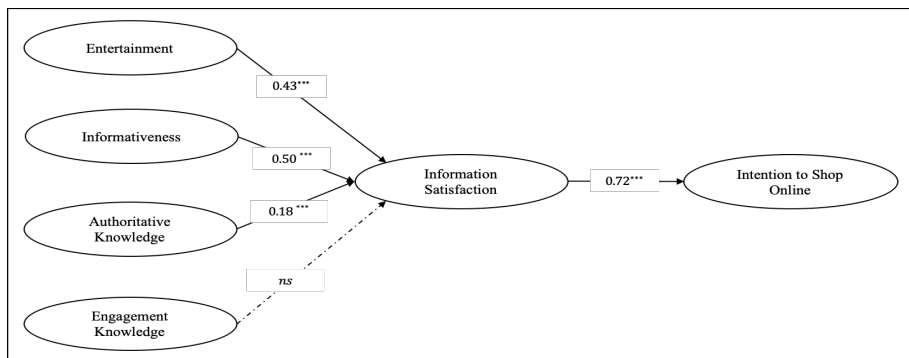 Entertainment
0.43***
Informativeness
0.50 ***
Information
Satisfaction
0.72***
Intention to Shop
Online
0.18 ***
Authoritative
Knowledge
ns
Engagement
Knowledge